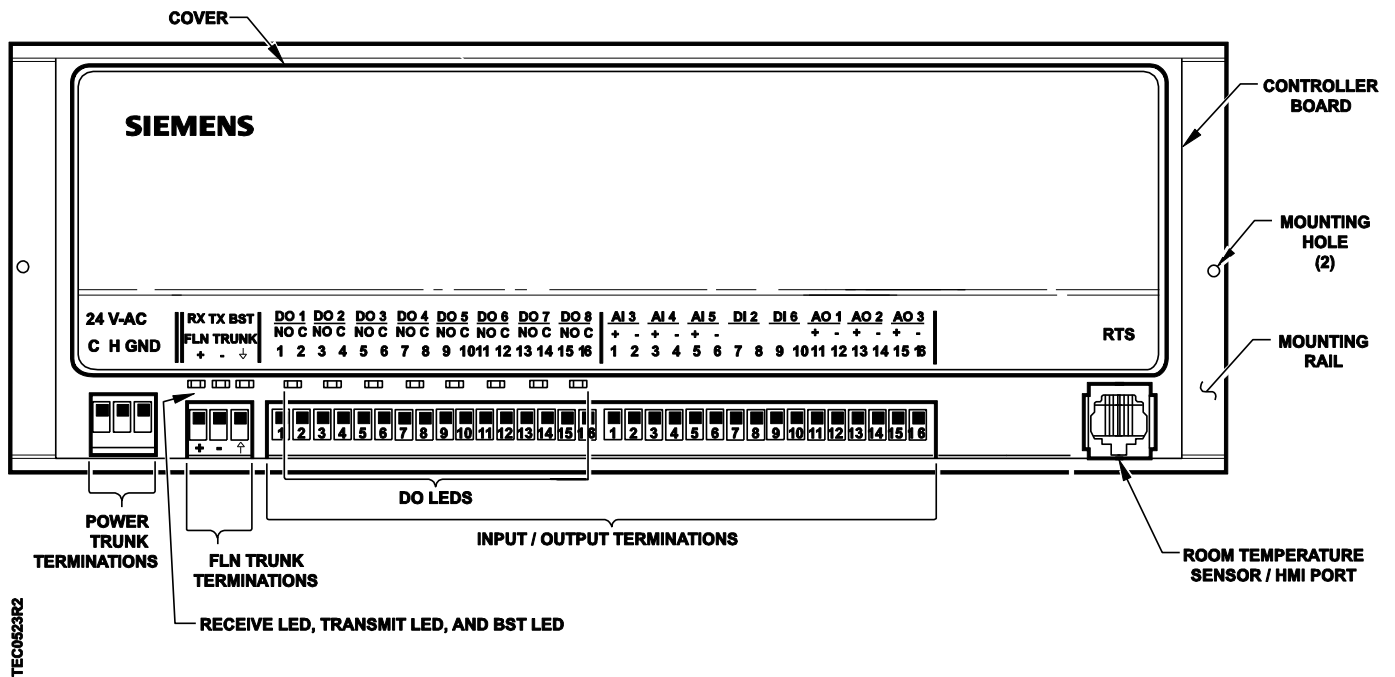 COVER
CONTROLLER
BOARD
SIEMENS
MOUNTING
HOLE
(2)
24 V-AC
C H GND
RX TX BST
FLN TRUNK
+ -
DO 1 DO 2 DO 3 DO 4 DO 5 DO 6 DO 7 DO 8
NO C NO C NO C NO C NO C NO C NO C NO C
1 2 3 4 5 6 7 8 9 10 11 12 13 14 15 16
AI 3 AI 4 AI 5 DI 2 DI 6 AO 1 AO 2 AO 3
+ - + - + - + - + - + -
1 2 3 4 5 6 7 8 9 10 11 12 13 14 15 16
RTS
MOUNTING
RAIL
1 2 3 4 5 6 7 8 9 10 11 12 13 14 15 16 1 2 3 4 5 6 7 8 9 10 11 12 13 14 15 16
+ -
DO LEDS
POWER
TRUNK
TERMINATIONS
INPUT / OUTPUT TERMINATIONS
FLN TRUNK
TERMINATIONS
ROOM TEMPERATURE
SENSOR / HMI PORT
RECEIVE LED, TRANSMIT LED, AND BST LED
TEC0523R2